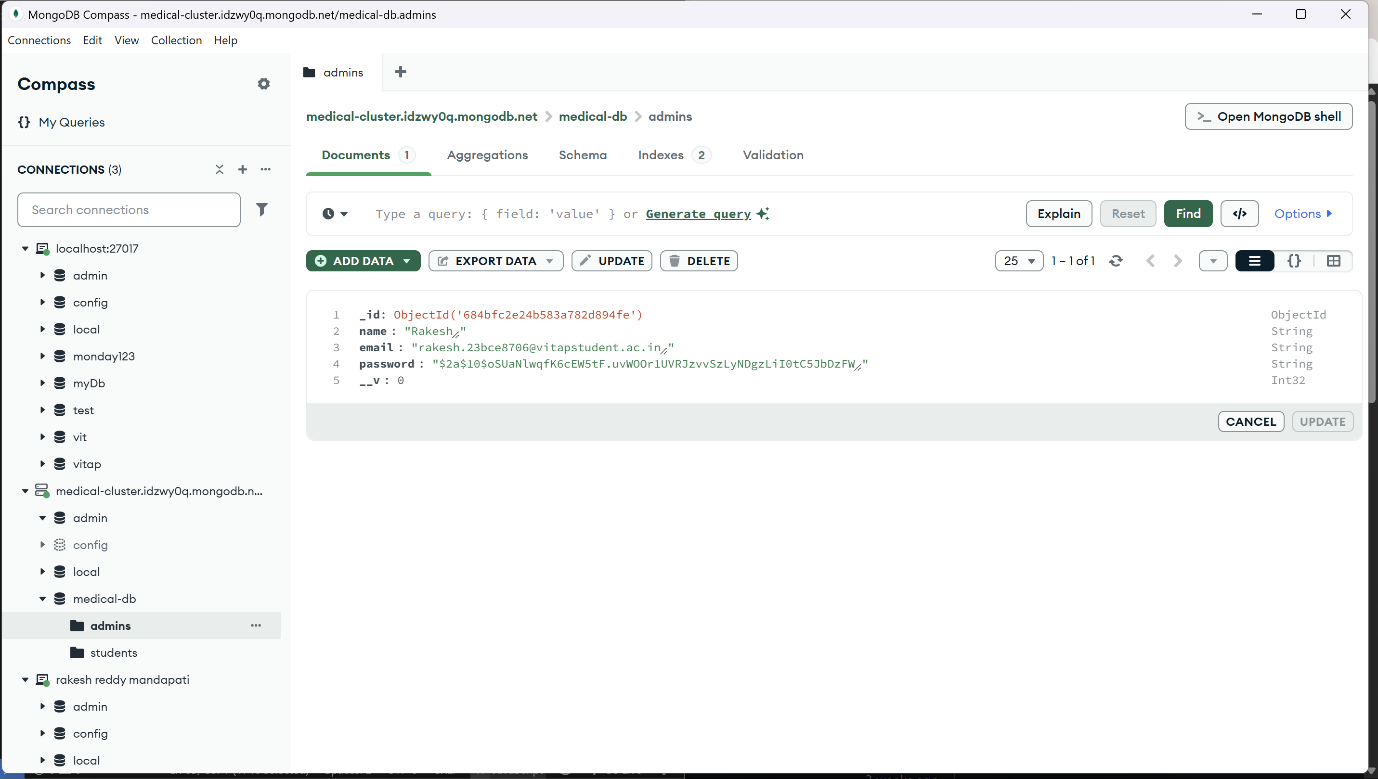 MongoDB Compass - medical-cluster.idzwy0q.mongodb.net/medical-db.admins
Connections Edit View Collection Help
Compass
My Queries
CONNECTIONS (3)
Search connections
localhost:27017
admin
config
local
monday123
myDb
test
vit
vitap
medical-cluster.idzwy0q.mongodb.n...
admin
config
local
medical-db
admins
students
rakesh reddy mandapati
admin
config
local
admins
medical-cluster.idzwy0q.mongodb.net > medical-db > admins
>_ Open MongoDB shell
Documents 1 Aggregations Schema Indexes 2 Validation
Type a query: { field: 'value' } or Generate query
Explain Reset Find </> Options
ADD DATA EXPORT DATA UPDATE DELETE
25 1 – 1 of 1 {}
1 _id: ObjectId('684bfc2e24b583a782d894fe') ObjectId
2 name : "Rakesh" String
3 email : "rakesh.23bce8706@vitapstudent.ac.in" String
4 password : "$2a$10$oSUaNlwqfK6cEW5tF.uvWOOr1UVRJzvvSzLyNDgzLiI0tC5JbDzFW" String
5 __v : 0 Int32
CANCEL UPDATE